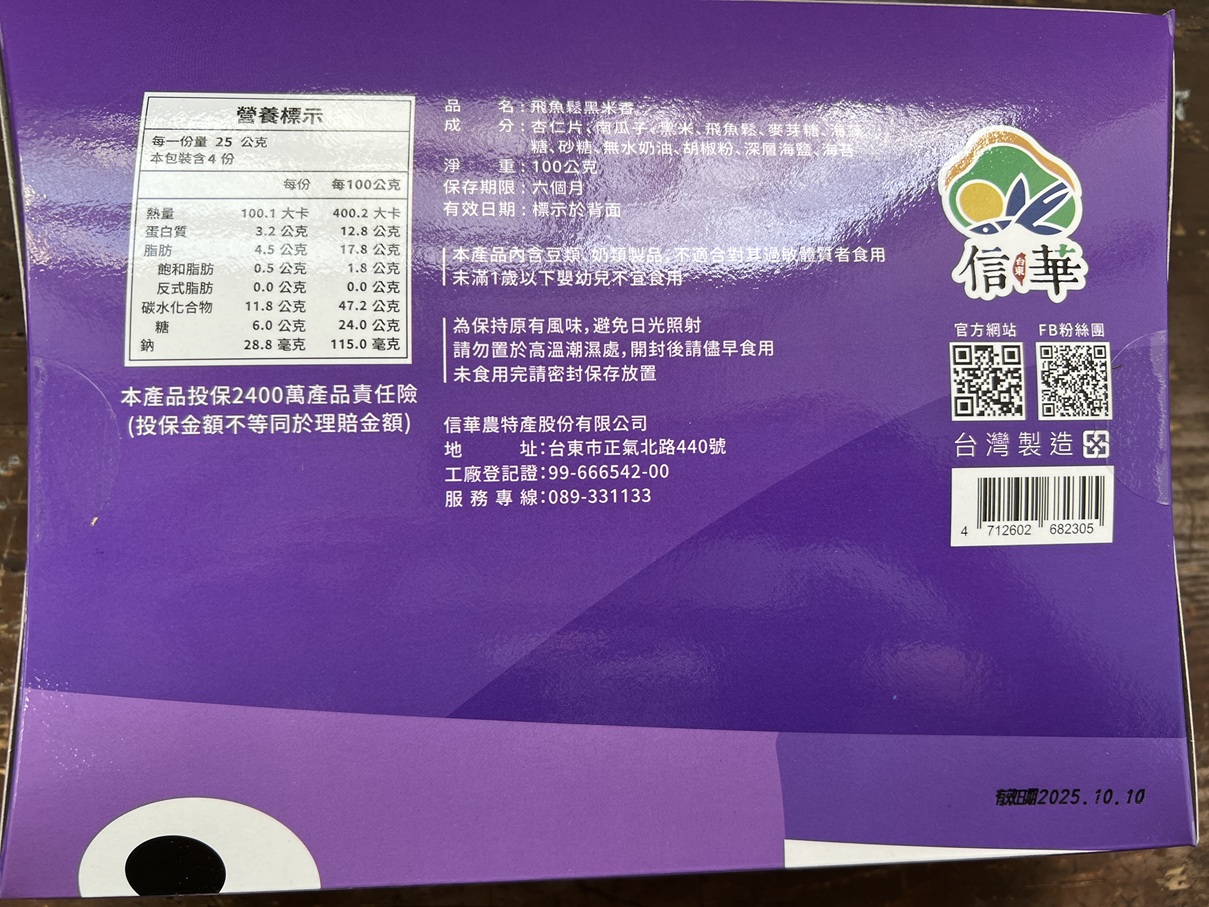 營養標示
每一份量 25 公克
本包裝含4 份
每份 每100公克
熱量 100.1 大卡 400.2 大卡
蛋白質 3.2 公克 12.8 公克
脂肪 4.5 公克 17.8 公克
飽和脂肪 0.5 公克 1.8 公克
反式脂肪 0.0 公克 0.0 公克
碳水化合物 11.8 公克 47.2 公克
糖 6.0 公克 24.0 公克
鈉 28.8 毫克 115.0 毫克
本產品投保2400萬產品責任險
(投保金額不等同於理賠金額)
品名:飛魚鬆黑米香
成分:杏仁片、南瓜子、黑米、飛魚鬆、麥芽糖、海藻
糖、砂糖、無水奶油、胡椒粉、深層海鹽、海苔
淨重:100公克
保存期限:六個月
有效日期:標示於背面
本產品內含豆類、奶類製品,不適合對其過敏體質者食用
未滿1歲以下嬰幼兒不宜食用
為保持原有風味,避免日光照射
請勿置於高溫潮濕處,開封後請儘早食用
未食用完請密封保存放置
信華農特產股份有限公司
地址:台東市正氣北路440號
工廠登記證:99-666542-00
服務專線:089-331133
信台東華
官方網站 FB粉絲團
台灣製造
4 712602 682305
有效日期2025.10.10